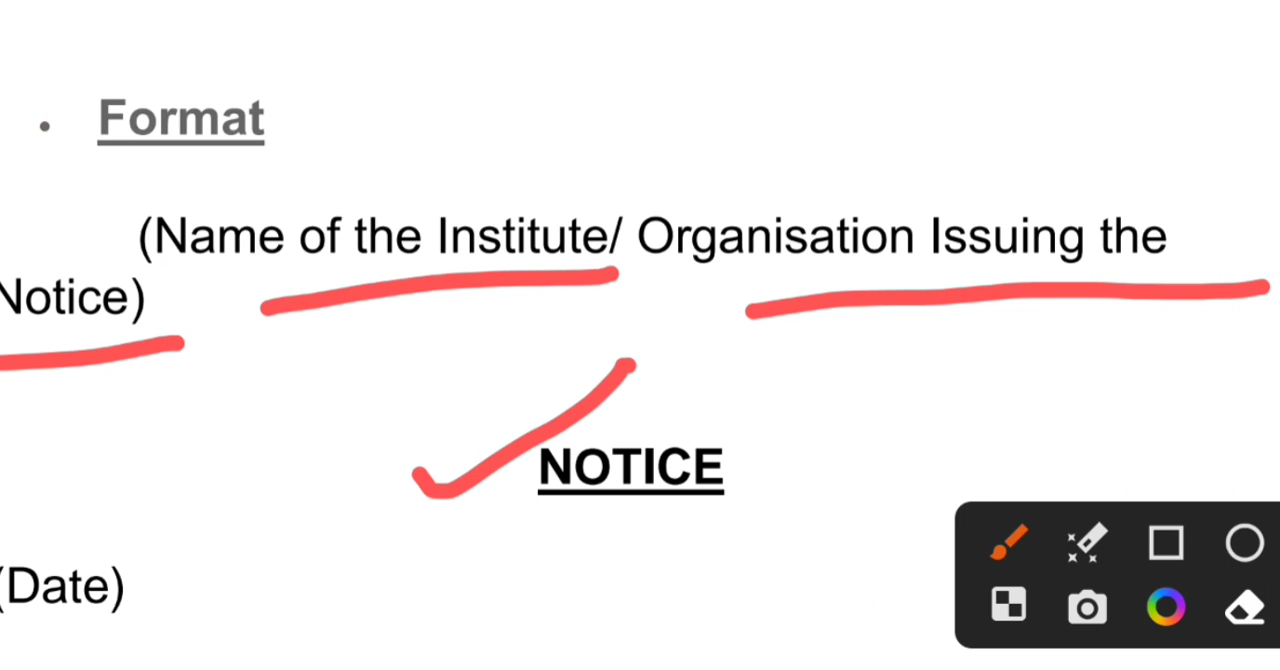 • Format
(Name of the Institute/ Organisation Issuing the
Notice)
NOTICE
(Date)